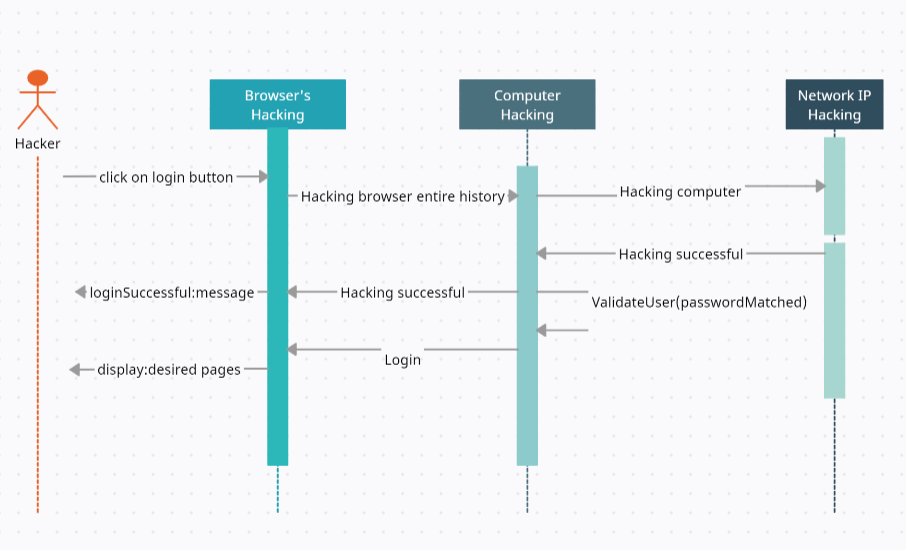 Browser's
Hacking
Computer
Hacking
Network IP
Hacking
Hacker
click on login button
Hacking browser entire history
Hacking computer
Hacking successful
loginSuccessful:message
Hacking successful
ValidateUser(passwordMatched)
Login
display:desired pages